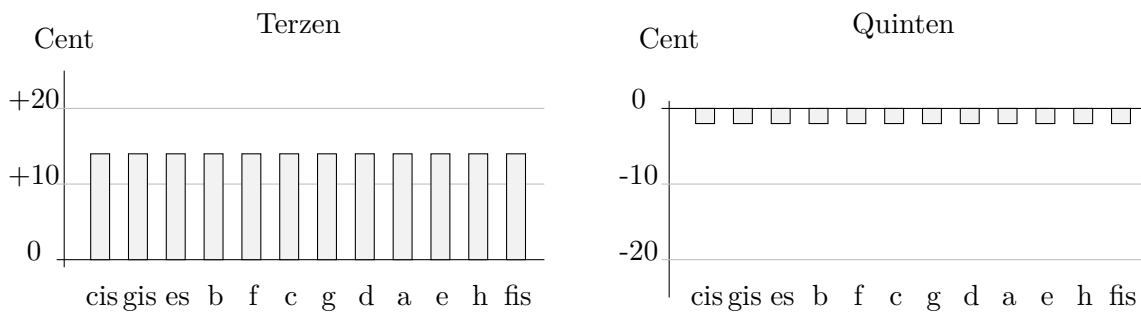 Terzen
Cent
+20
+10
0
cis gis es b f c g d a e h fis
Quinten
Cent
0
-10
-20
cis gis es b f c g d a e h fis